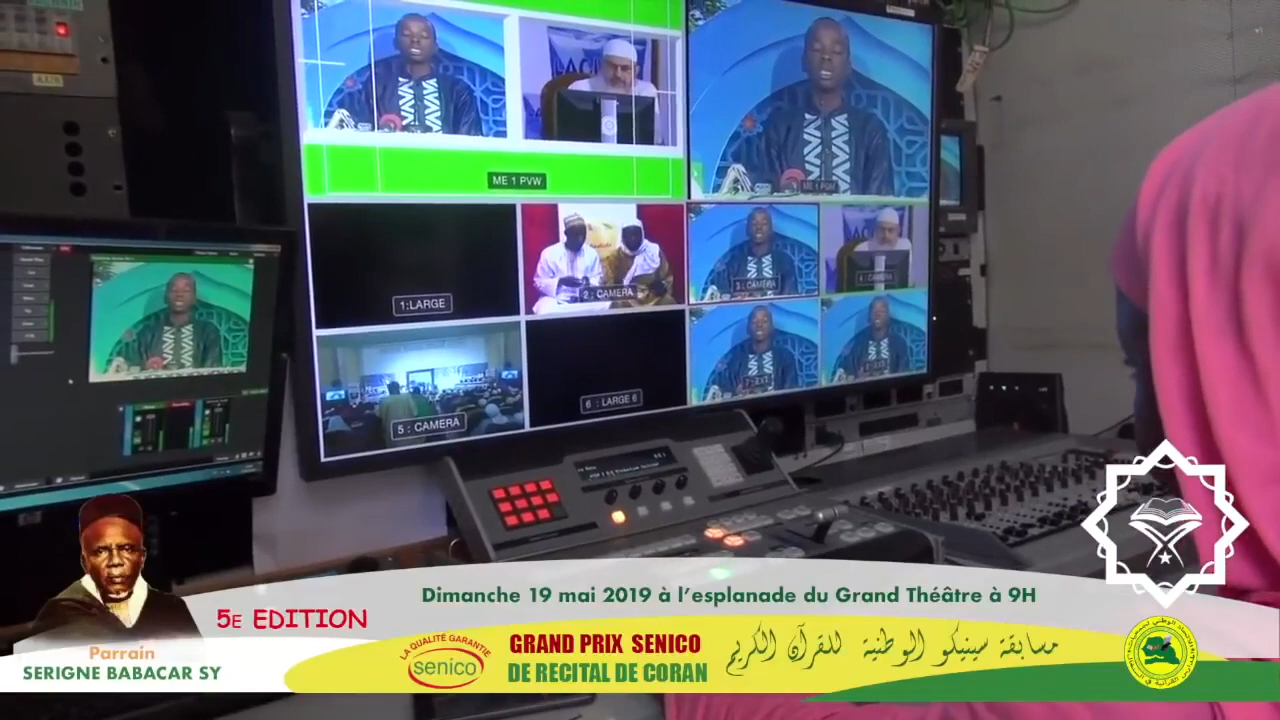 ME 1 PVW
ME 1 PGM
1:LARGE
2 : CAMERA
3 : CAMERA
4 : CAMERA
5 : CAMERA
6 : LARGE 6
Dimanche 19 mai 2019 à l'esplanade du Grand Théâtre à 9H
5E EDITION
Parrain
SERIGNE BABACAR SY
LA QUALITÉ GARANTIE
senico
GRAND PRIX SENICO
DE RECITAL DE CORAN
مسابقة سينيكو الوطنية للقرآن الكريم